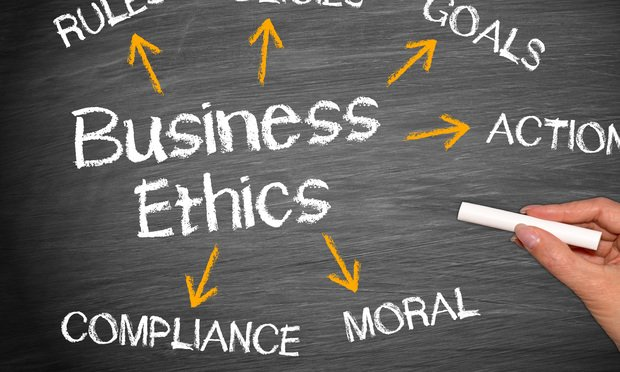 RULES
GOALS
Business
ACTION
Ethics
COMPLIANCE
MORAL